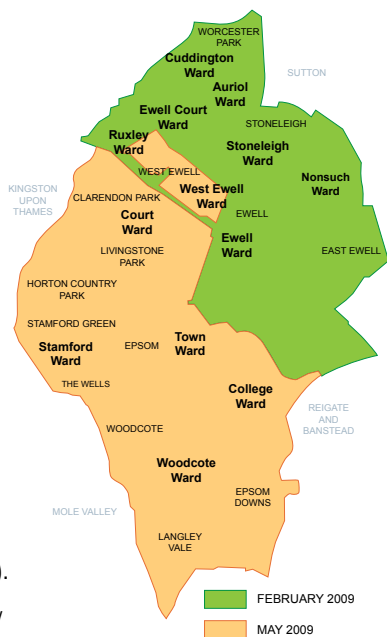 WORCESTER
PARK
Cuddington
Ward
SUTTON
Auriol
Ward
Ewell Court
Ward
STONELEIGH
Ruxley
Ward
Stoneleigh
Ward
WEST EWELL
Nonsuch
Ward
KINGSTON
UPON
THAMES
CLARENDON PARK
West Ewell
Ward
Court
Ward
EWELL
Ewell
Ward
LIVINGSTONE
PARK
EAST EWELL
HORTON COUNTRY
PARK
STAMFORD GREEN
Stamford
Ward
EPSOM
Town
Ward
THE WELLS
College
Ward
REIGATE
AND
BANSTEAD
WOODCOTE
Woodcote
Ward
EPSOM
DOWNS
MOLE VALLEY
LANGLEY
VALE
FEBRUARY 2009
MAY 2009